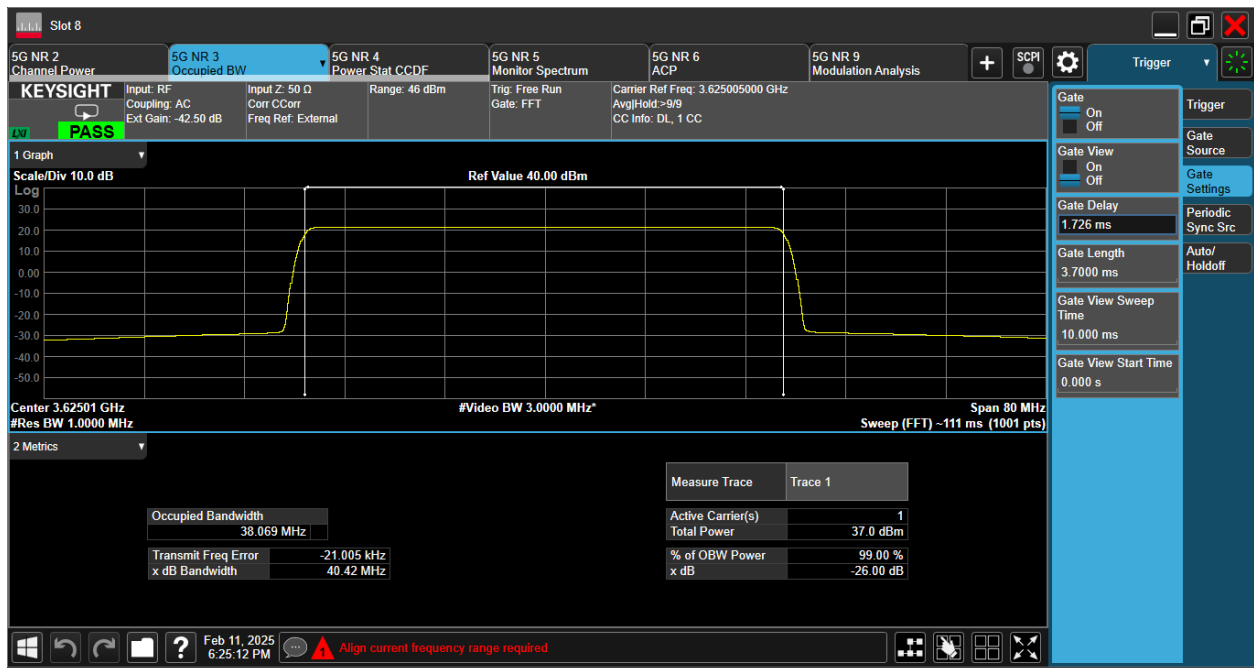 Slot 8
5G NR 2
Channel Power
5G NR 3
Occupied BW
5G NR 4
Power Stat CCDF
5G NR 5
Monitor Spectrum
5G NR 6
ACP
5G NR 9
Modulation Analysis
SCPI
Trigger
KEYSIGHT
LXI
PASS
Input: RF
Coupling: AC
Ext Gain: -42.50 dB
Input Z: 50 Ω
Corr CCorr
Freq Ref: External
Range: 46 dBm
Trig: Free Run
Gate: FFT
Carrier Ref Freq: 3.625005000 GHz
Avg|Hold:>9/9
CC Info: DL, 1 CC
1 Graph
Scale/Div 10.0 dB
Ref Value 40.00 dBm
Log
30.0
20.0
10.0
0.00
-10.0
-20.0
-30.0
-40.0
-50.0
Center 3.62501 GHz
#Video BW 3.0000 MHz*
Span 80 MHz
#Res BW 1.0000 MHz
Sweep (FFT) ~111 ms (1001 pts)
2 Metrics
Measure Trace Trace 1
Occupied Bandwidth
38.069 MHz
Active Carrier(s) 1
Total Power 37.0 dBm
Transmit Freq Error -21.005 kHz
x dB Bandwidth 40.42 MHz
% of OBW Power 99.00 %
x dB -26.00 dB
Gate
On
Off
Gate View
On
Off
Gate Delay
1.726 ms
Gate Length
3.7000 ms
Gate View Sweep
Time
10.000 ms
Gate View Start Time
0.000 s
Trigger
Gate
Source
Gate
Settings
Periodic
Sync Src
Auto/
Holdoff
?
Feb 11, 2025
6:25:12 PM
1
Align current frequency range required